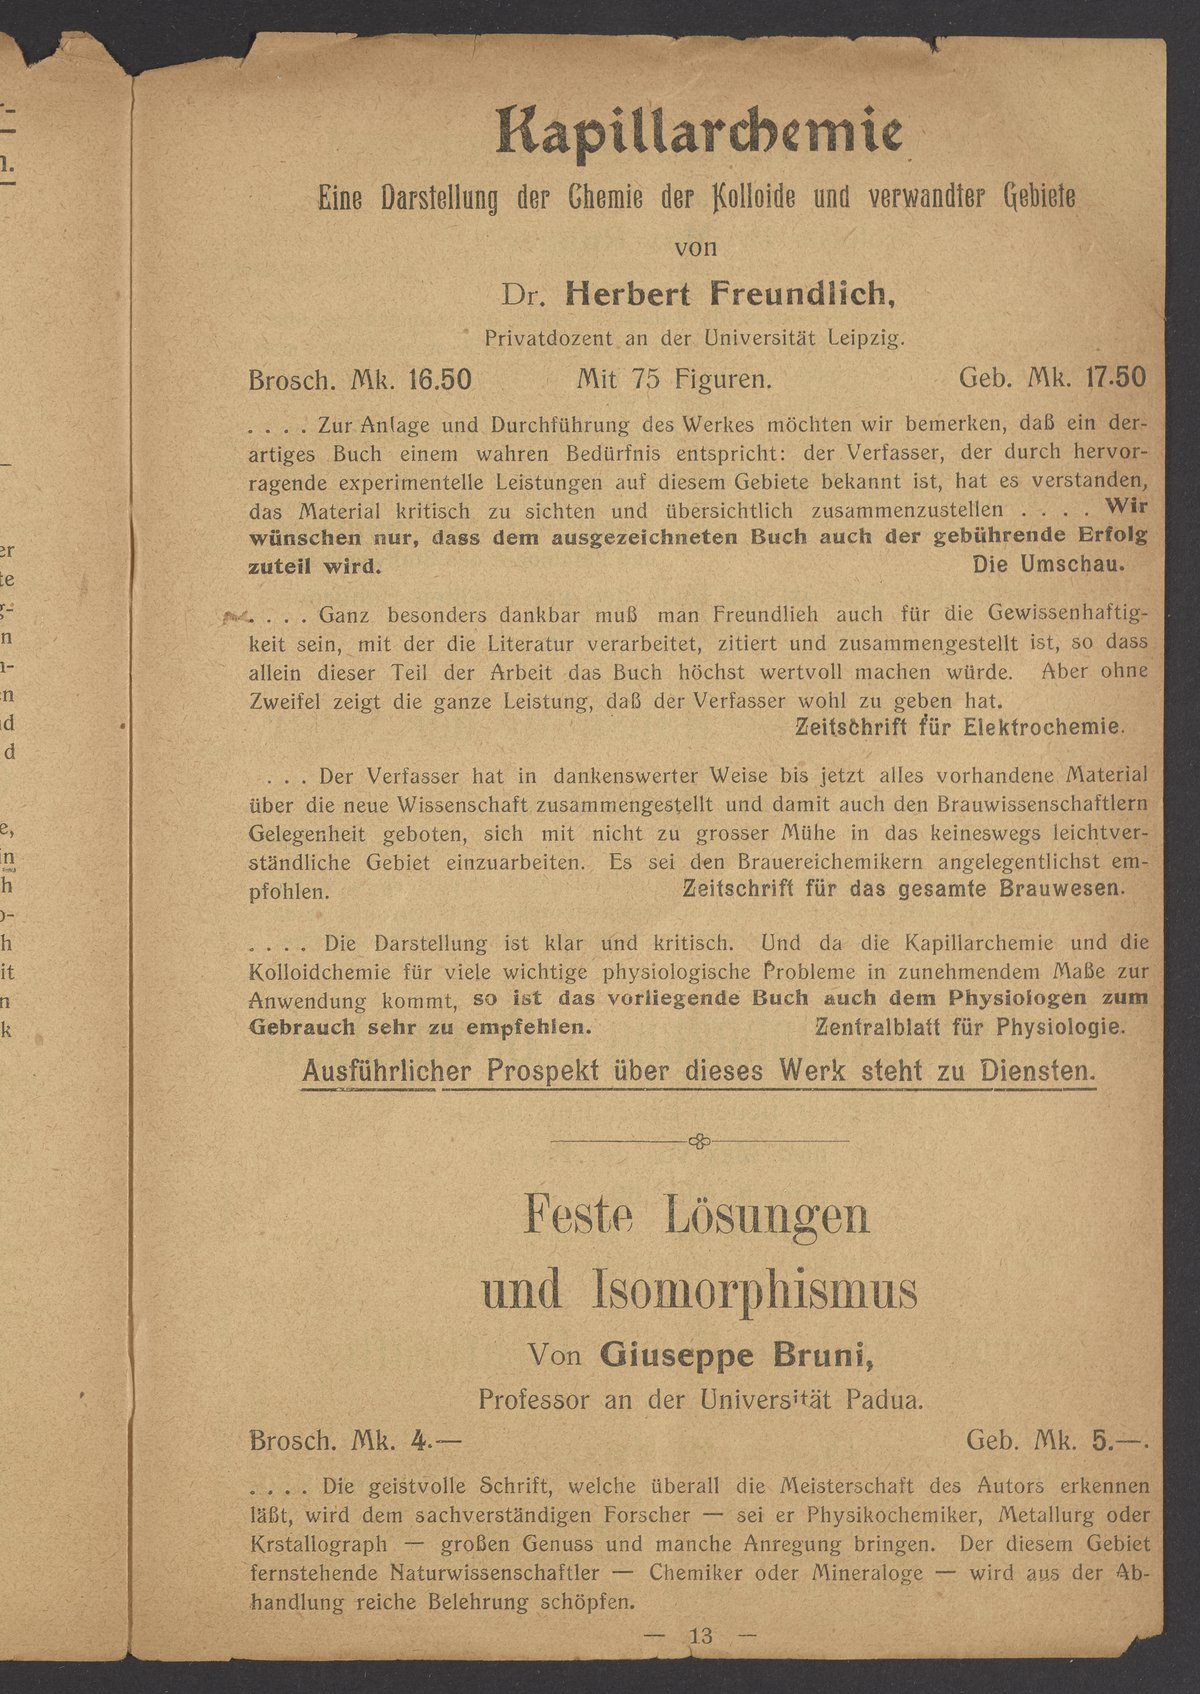 Kapillarchemie
Eine Darstellung der Chemie der Kolloide und verwandter Gebiete
von
Dr. Herbert Freundlich,
Privatdozent an der Universität Leipzig.
Brosch. Mk. 16.50 Mit 75 Figuren. Geb. Mk. 17.50
. . . . Zur Anlage und Durchführung des Werkes möchten wir bemerken, daß ein der-
artiges Buch einem wahren Bedürfnis entspricht: der Verfasser, der durch hervor-
ragende experimentelle Leistungen auf diesem Gebiete bekannt ist, hat es verstanden,
das Material kritisch zu sichten und übersichtlich zusammenzustellen . . . . Wir
wünschen nur, dass dem ausgezeichneten Buch auch der gebührende Erfolg
zuteil wird. Die Umschau.
. . . . Ganz besonders dankbar muß man Freundlieh auch für die Gewissenhaftig-
keit sein, mit der die Literatur verarbeitet, zitiert und zusammengestellt ist, so dass
allein dieser Teil der Arbeit das Buch höchst wertvoll machen würde. Aber ohne
Zweifel zeigt die ganze Leistung, daß der Verfasser wohl zu geben hat.
Zeitschrift für Elektrochemie.
. . . Der Verfasser hat in dankenswerter Weise bis jetzt alles vorhandene Material
über die neue Wissenschaft zusammengestellt und damit auch den Brauwissenschaftlern
Gelegenheit geboten, sich mit nicht zu grosser Mühe in das keineswegs leichtver-
ständliche Gebiet einzuarbeiten. Es sei den Brauereichemikern angelegentlichst em-
pfohlen. Zeitschrift für das gesamte Brauwesen.
. . . . Die Darstellung ist klar und kritisch. Und da die Kapillarchemie und die
Kolloidchemie für viele wichtige physiologische Probleme in zunehmendem Maße zur
Anwendung kommt, so ist das vorliegende Buch auch dem Physiologen zum
Gebrauch sehr zu empfehlen. Zentralblatt für Physiologie.
Ausführlicher Prospekt über dieses Werk steht zu Diensten.
Feste Lösungen
und Isomorphismus
Von Giuseppe Bruni,
Professor an der Universität Padua.
Brosch. Mk. 4.— Geb. Mk. 5.—.
. . . . Die geistvolle Schrift, welche überall die Meisterschaft des Autors erkennen
läßt, wird dem sachverständigen Forscher — sei er Physikochemiker, Metallurg oder
Krstallograph — großen Genuss und manche Anregung bringen. Der diesem Gebiet
fernstehende Naturwissenschaftler — Chemiker oder Mineraloge — wird aus der Ab-
handlung reiche Belehrung schöpfen.
— 13 —